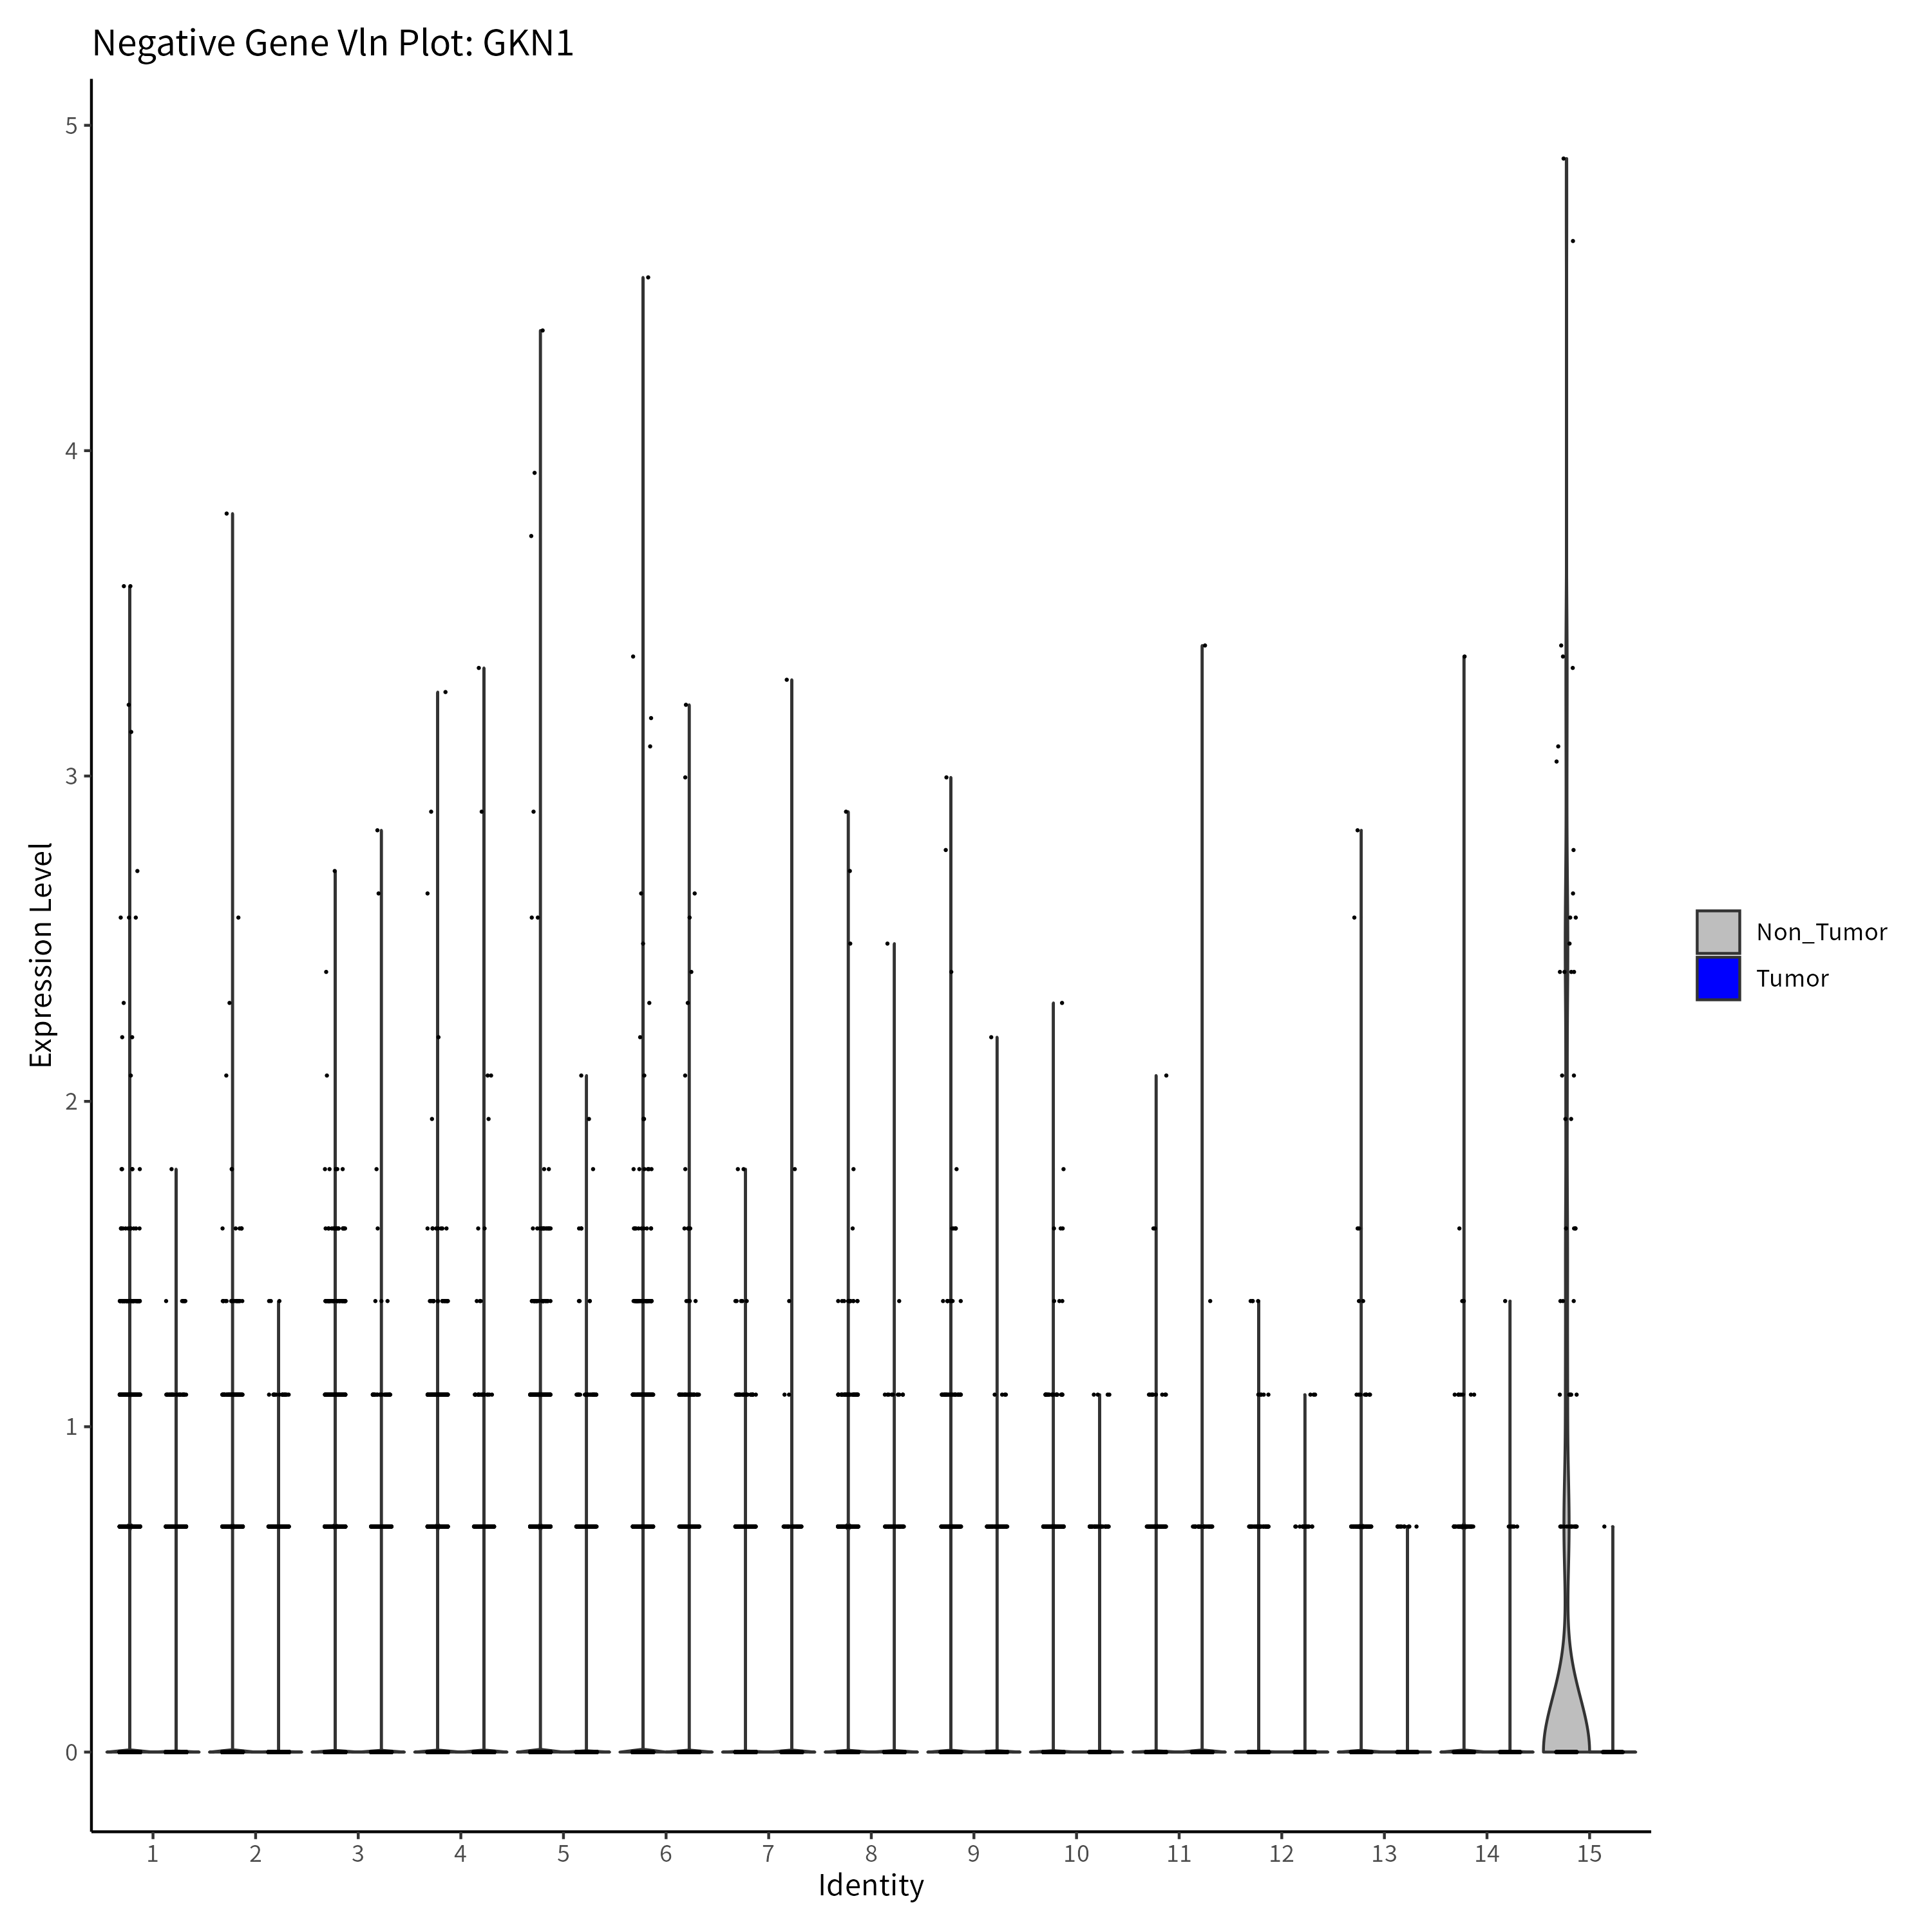 Negative Gene Vln Plot: GKN1
5
4
3
2
1
0
Expression Level
1 2 3 4 5 6 7 8 9 10 11 12 13 14 15
Identity
Non_Tumor
Tumor